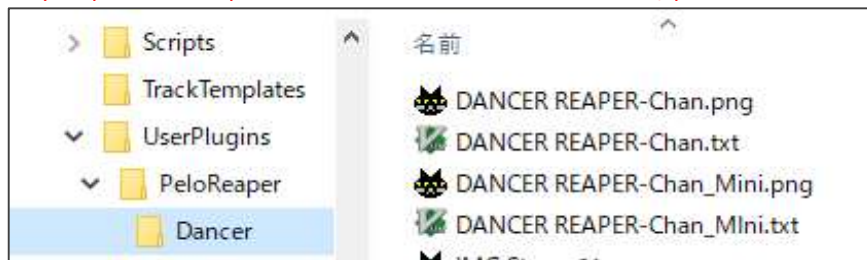 Scripts
TrackTemplates
UserPlugins
PeloReaper
Dancer
名前
DANCER REAPER-Chan.png
DANCER REAPER-Chan.txt
DANCER REAPER-Chan_Mini.png
DANCER REAPER-Chan_MIni.txt